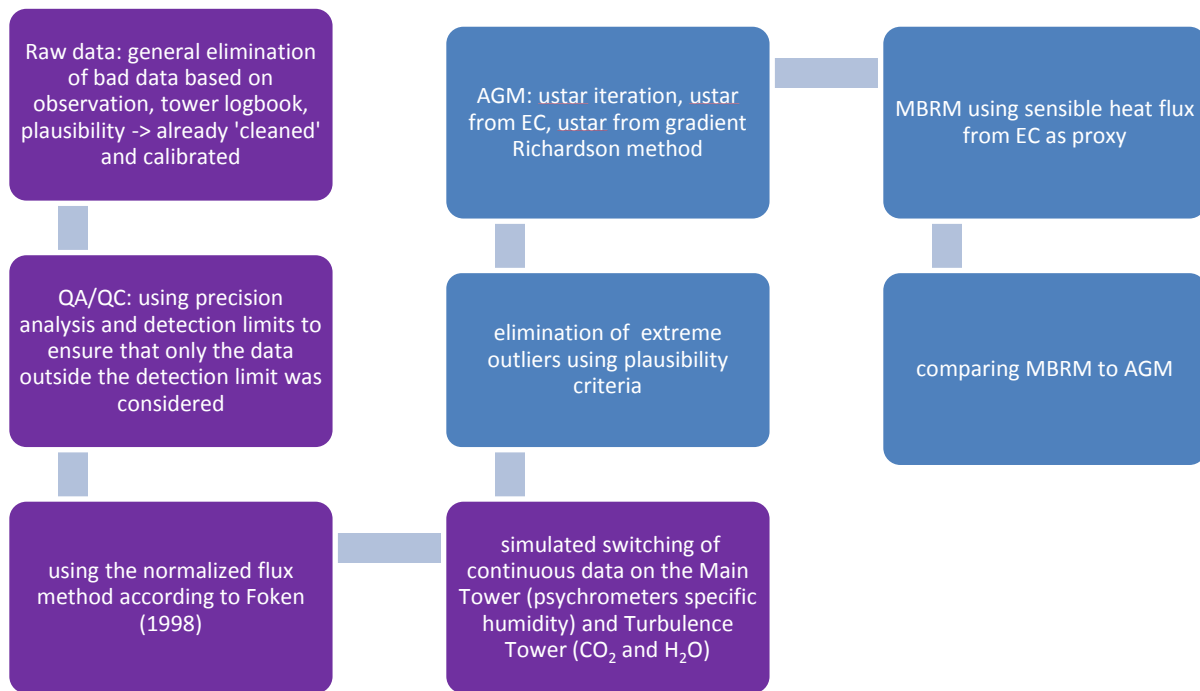 Raw data: general elimination
of bad data based on
observation, tower logbook,
plausibility -> already 'cleaned'
and calibrated
QA/QC: using precision
analysis and detection limits to
ensure that only the data
outside the detection limit was
considered
using the normalized flux
method according to Foken
(1998)
simulated switching of
continuous data on the Main
Tower (psychrometers specific
humidity) and Turbulence
Tower (CO₂ and H₂O)
elimination of extreme
outliers using plausibility
criteria
AGM: ustar iteration, ustar
from EC, ustar from gradient
Richardson method
MBRM using sensible heat flux
from EC as proxy
comparing MBRM to AGM